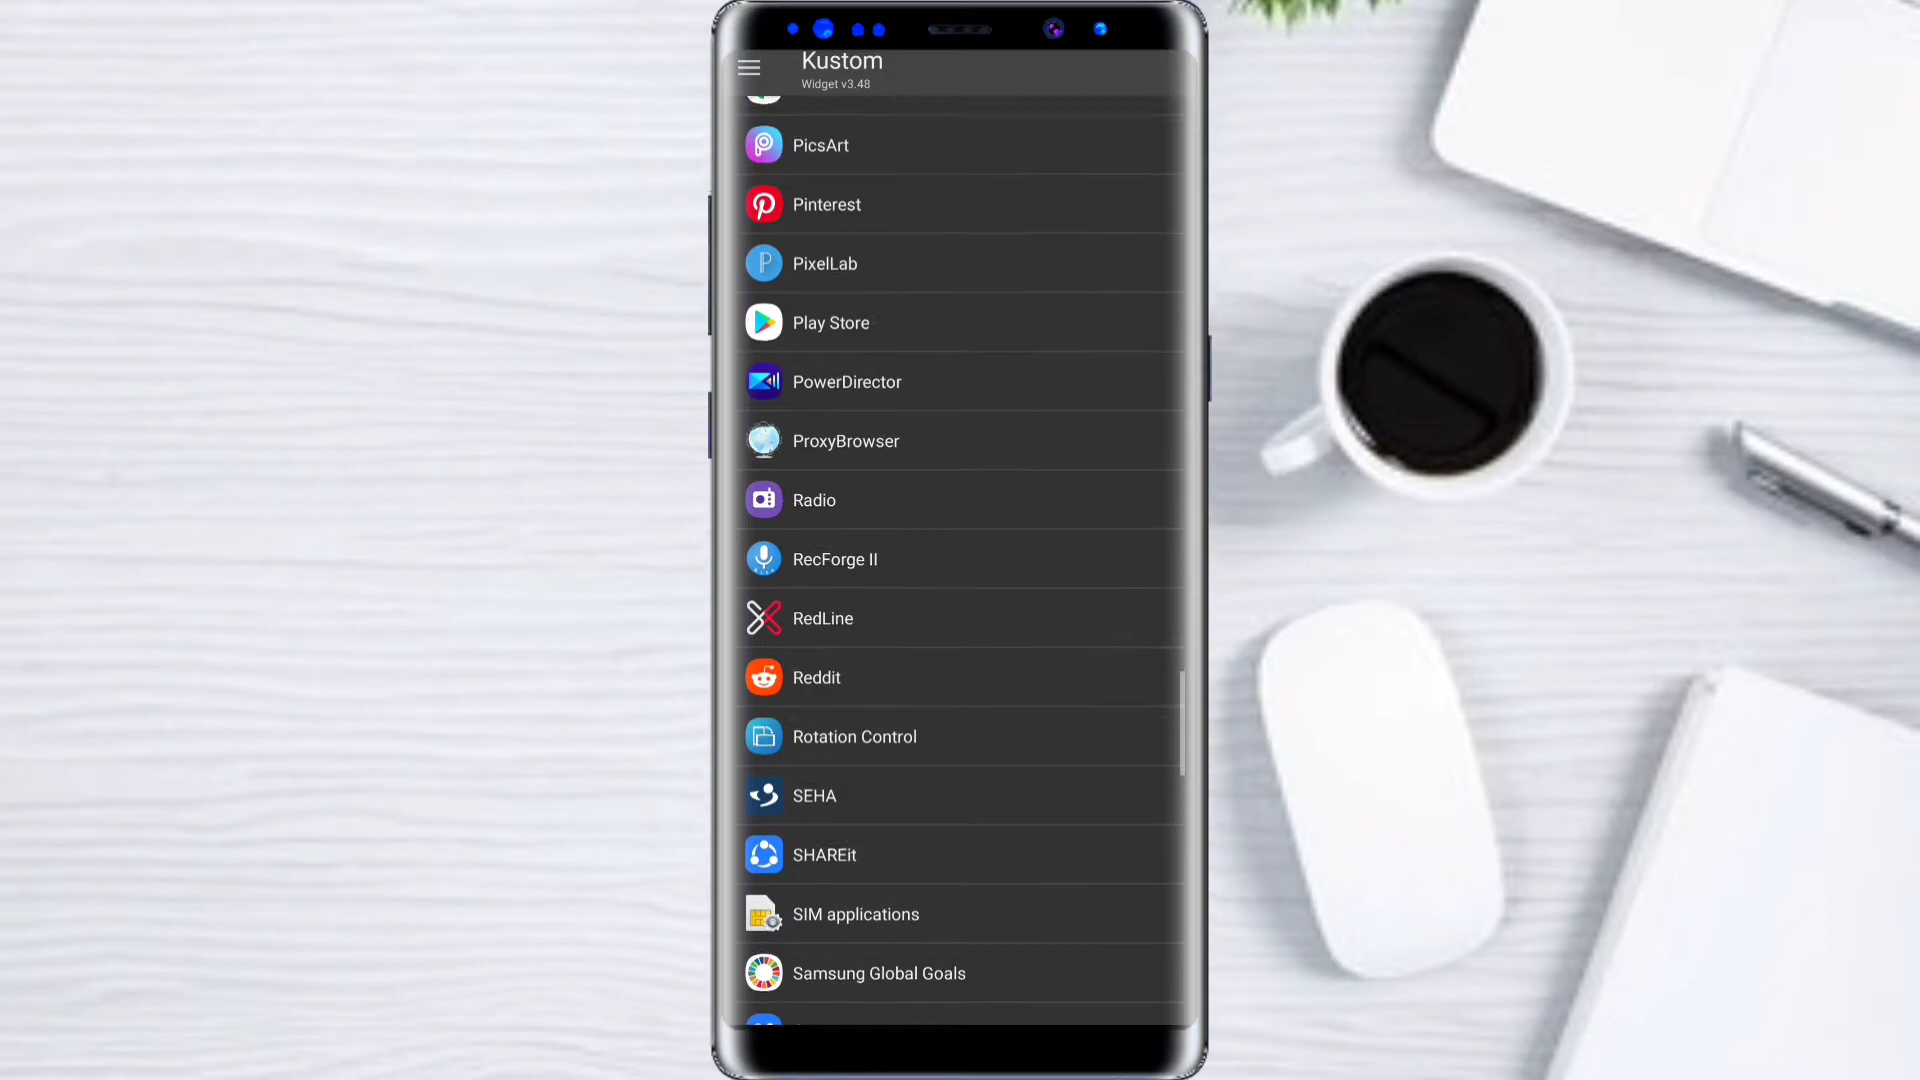 Kustom
Widget v3.48
PicsArt
Pinterest
PixelLab
Play Store
PowerDirector
ProxyBrowser
Radio
RecForge II
RedLine
Reddit
Rotation Control
SEHA
SHAREit
SIM applications
Samsung Global Goals